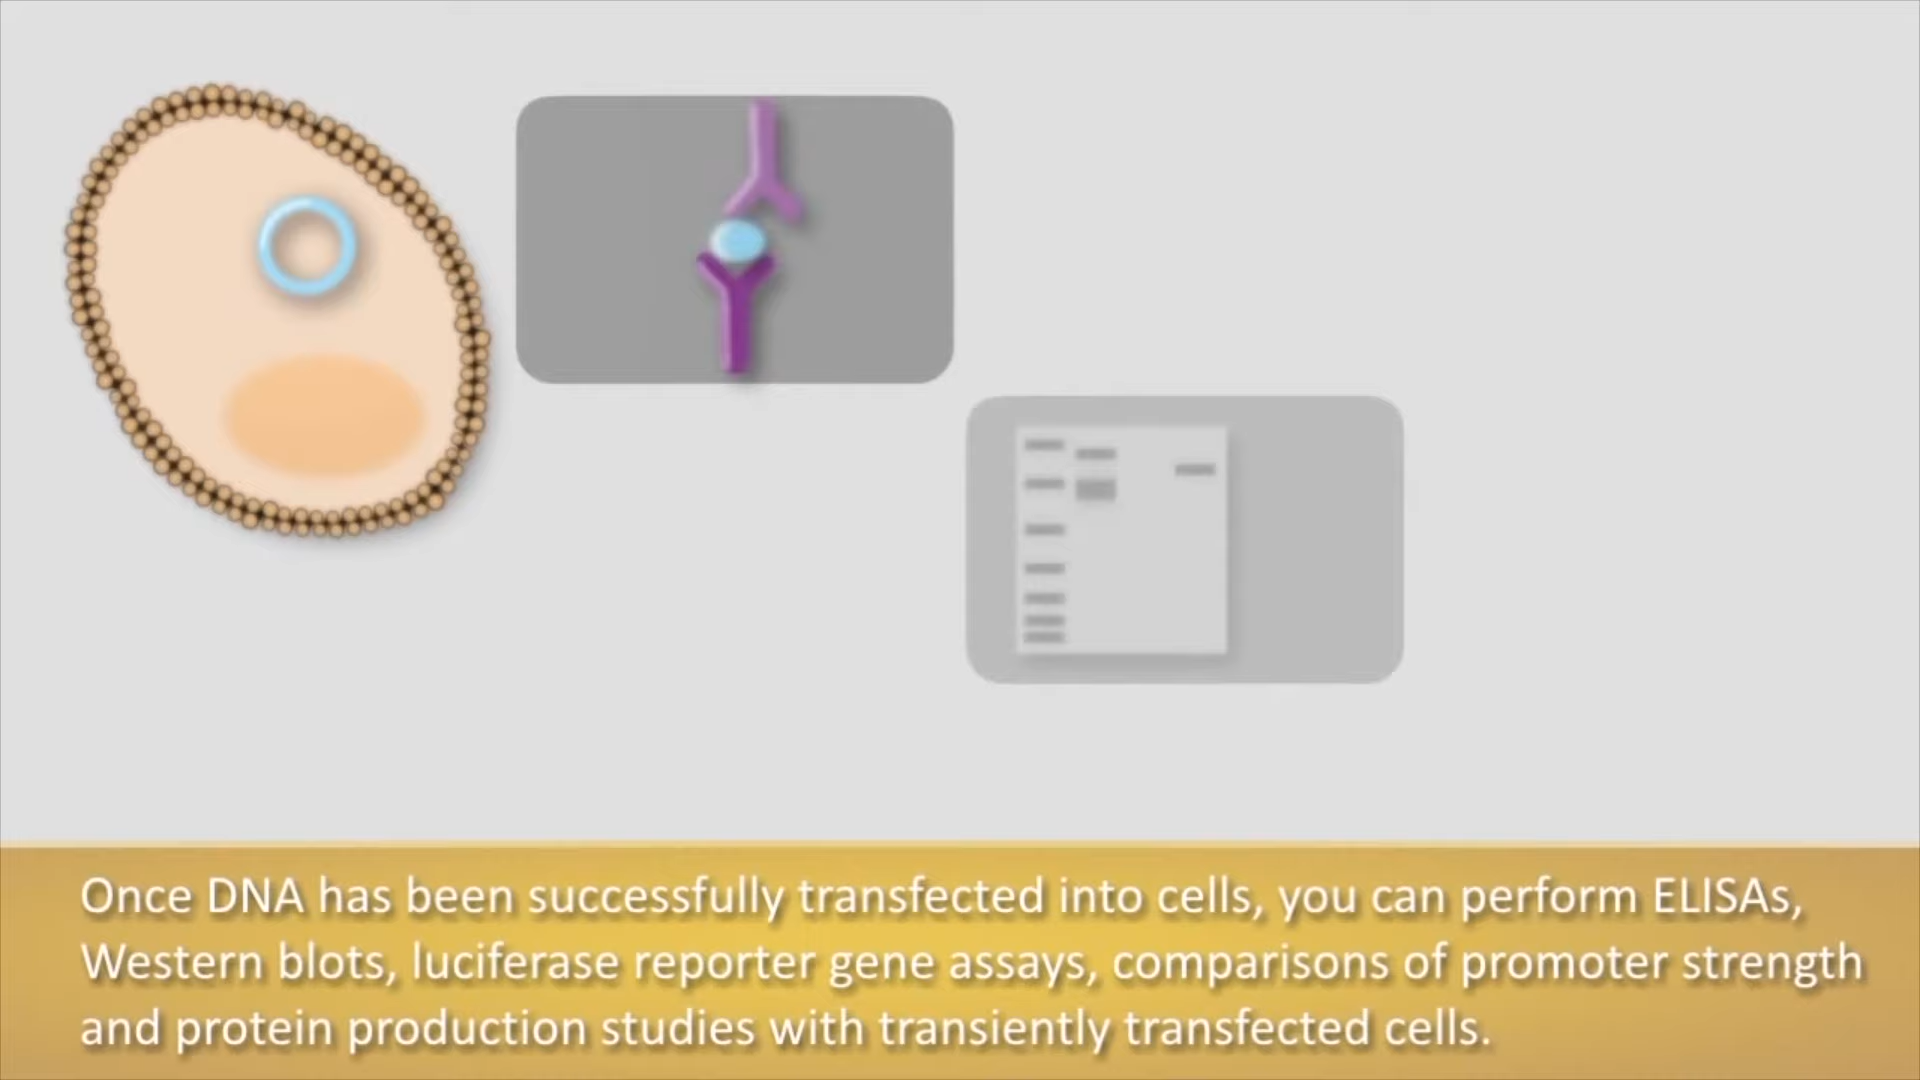 Once DNA has been successfully transfected into cells, you can perform ELISAs,
Western blots, luciferase reporter gene assays, comparisons of promoter strength
and protein production studies with transiently transfected cells.